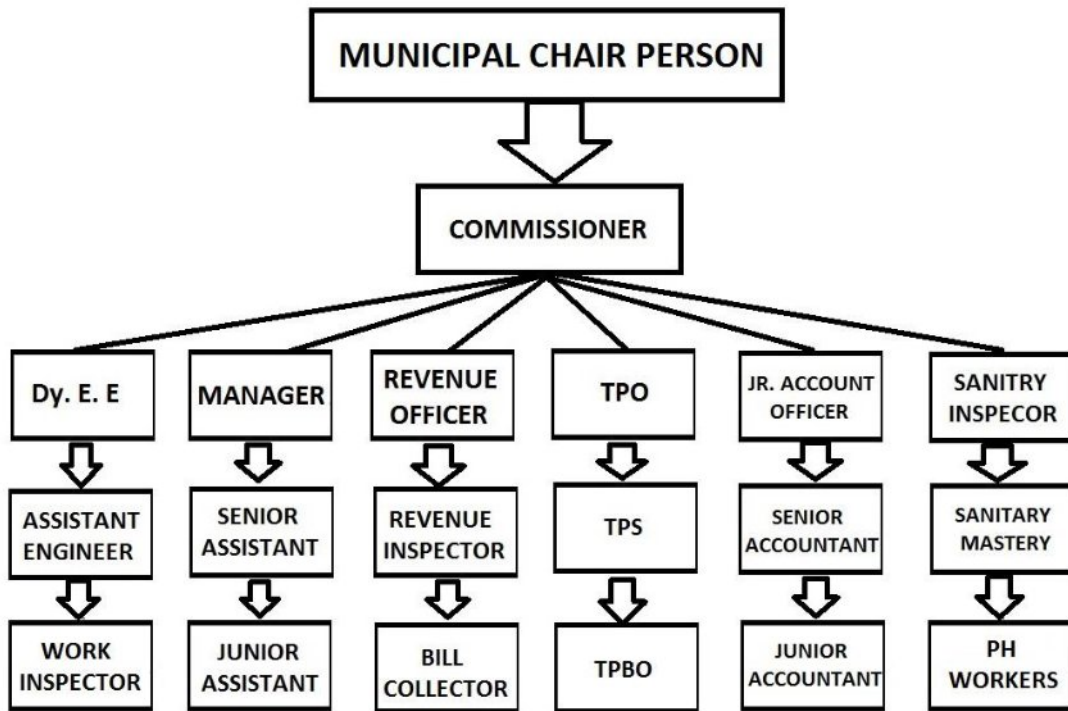 MUNICIPAL CHAIR PERSON
COMMISSIONER
Dy. E. E
MANAGER
REVENUE
OFFICER
TPO
JR. ACCOUNT
OFFICER
SANITRY
INSPECOR
ASSISTANT
ENGINEER
SENIOR
ASSISTANT
REVENUE
INSPECTOR
TPS
SENIOR
ACCOUNTANT
SANITARY
MASTERY
WORK
INSPECTOR
JUNIOR
ASSISTANT
BILL
COLLECTOR
TPBO
JUNIOR
ACCOUNTANT
PH
WORKERS